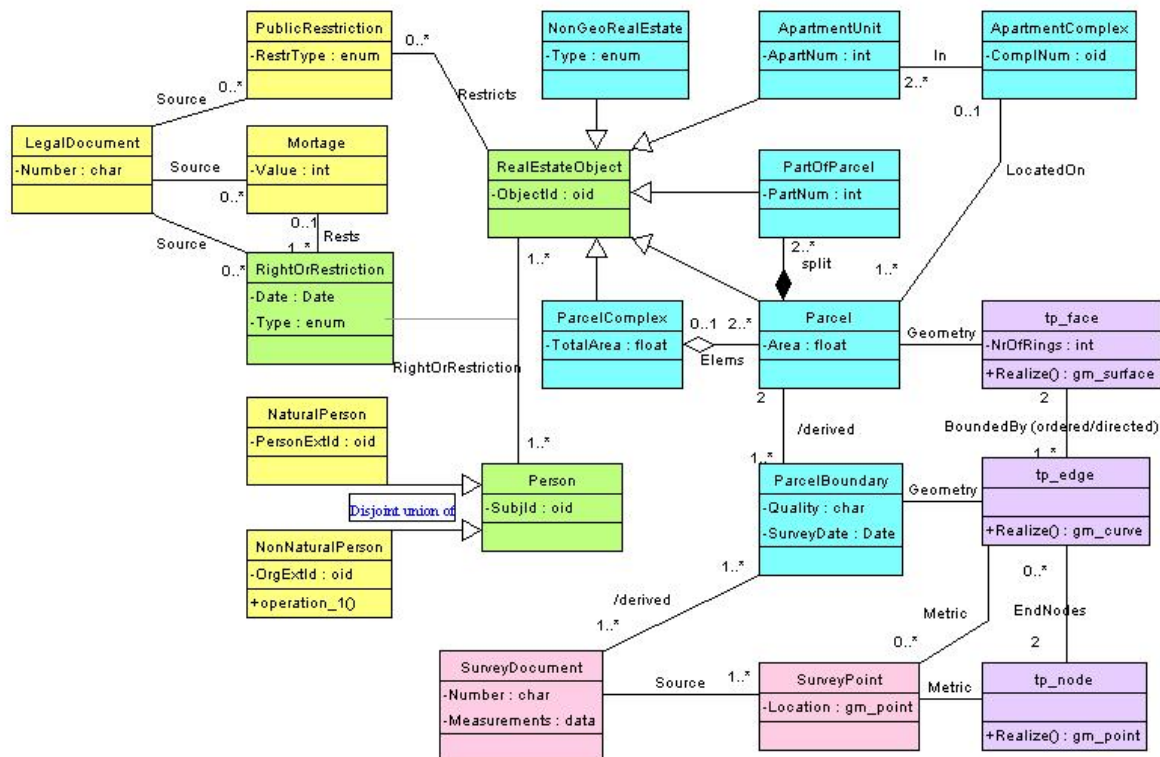 PublicResstriction
-RestrType : enum
0..*
NonGeoRealEstate
-Type : enum
ApartmentUnit
-ApartNum : int
In
2..*
ApartmentComplex
-ComplNum : oid
0..1
Source
0..*
Restricts
LegalDocument
-Number : char
Source
0..*
Mortage
-Value : int
0..1
Rests
1..*
RealEstateObject
-ObjectId : oid
PartOfParcel
-PartNum : int
LocatedOn
Source
0..*
RightOrRestriction
-Date : Date
-Type : enum
1..*
2..*
split
1..*
ParcelComplex
-TotalArea : float
0..1
2..*
Elems
Parcel
-Area : float
Geometry
tp_face
-NrOfRings : int
+Realize() : gm_surface
RightOrRestriction
2
2
NaturalPerson
-PersonExtId : oid
/derived
BoundedBy (ordered/directed)
1..*
1..*
1..*
Person
-SubjId : oid
Disjoint union of
ParcelBoundary
-Quality : char
-SurveyDate : Date
Geometry
tp_edge
+Realize() : gm_curve
NonNaturalPerson
-OrgExtId : oid
+operation_1()
1..*
/derived
1..*
0..*
EndNodes
Metric
0..*
2
SurveyDocument
-Number : char
-Measurements : data
Source
1..*
SurveyPoint
-Location : gm_point
Metric
tp_node
+Realize() : gm_point